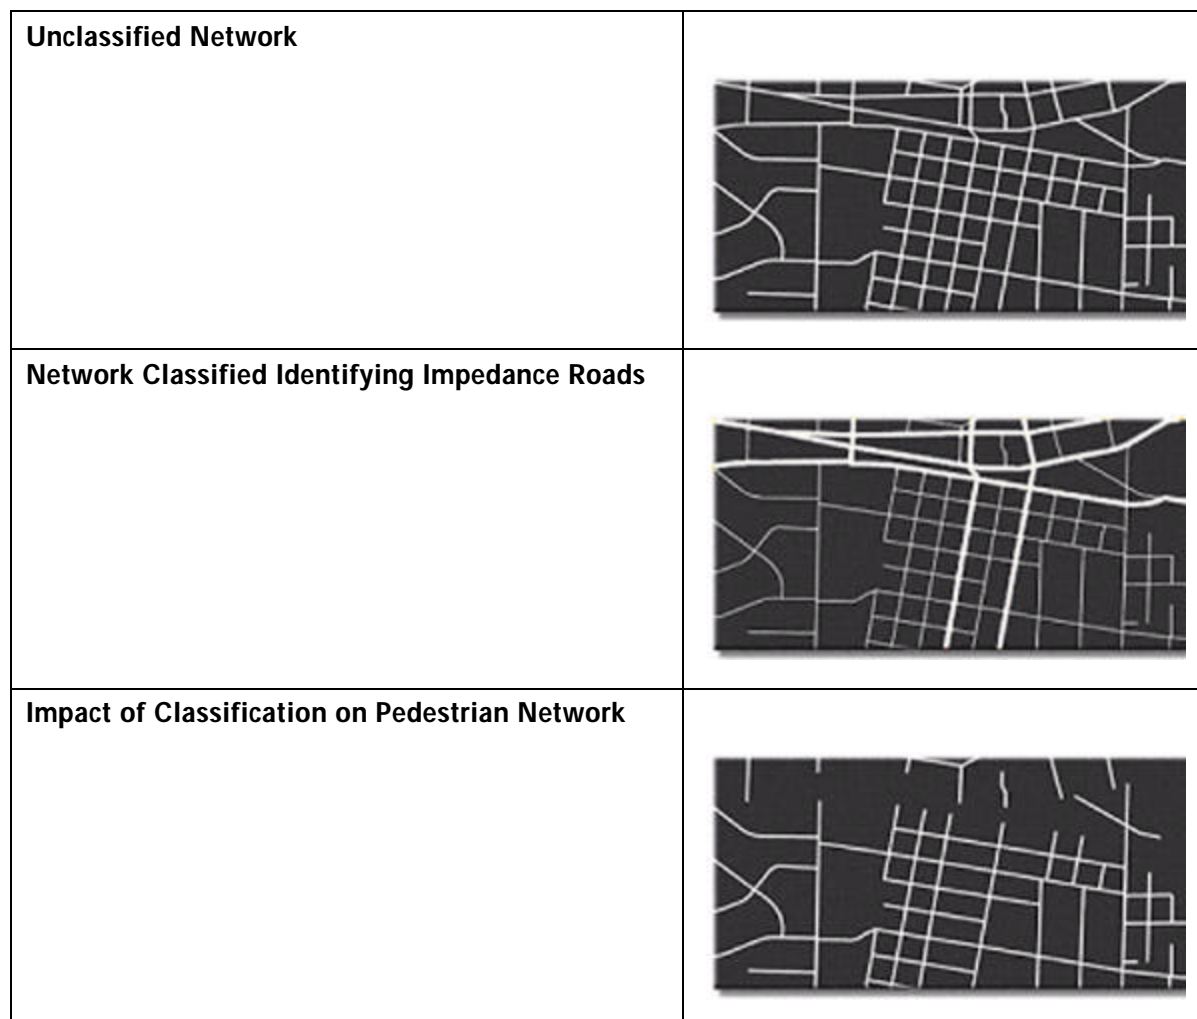 Unclassified Network
Network Classified Identifying Impedance Roads
Impact of Classification on Pedestrian Network